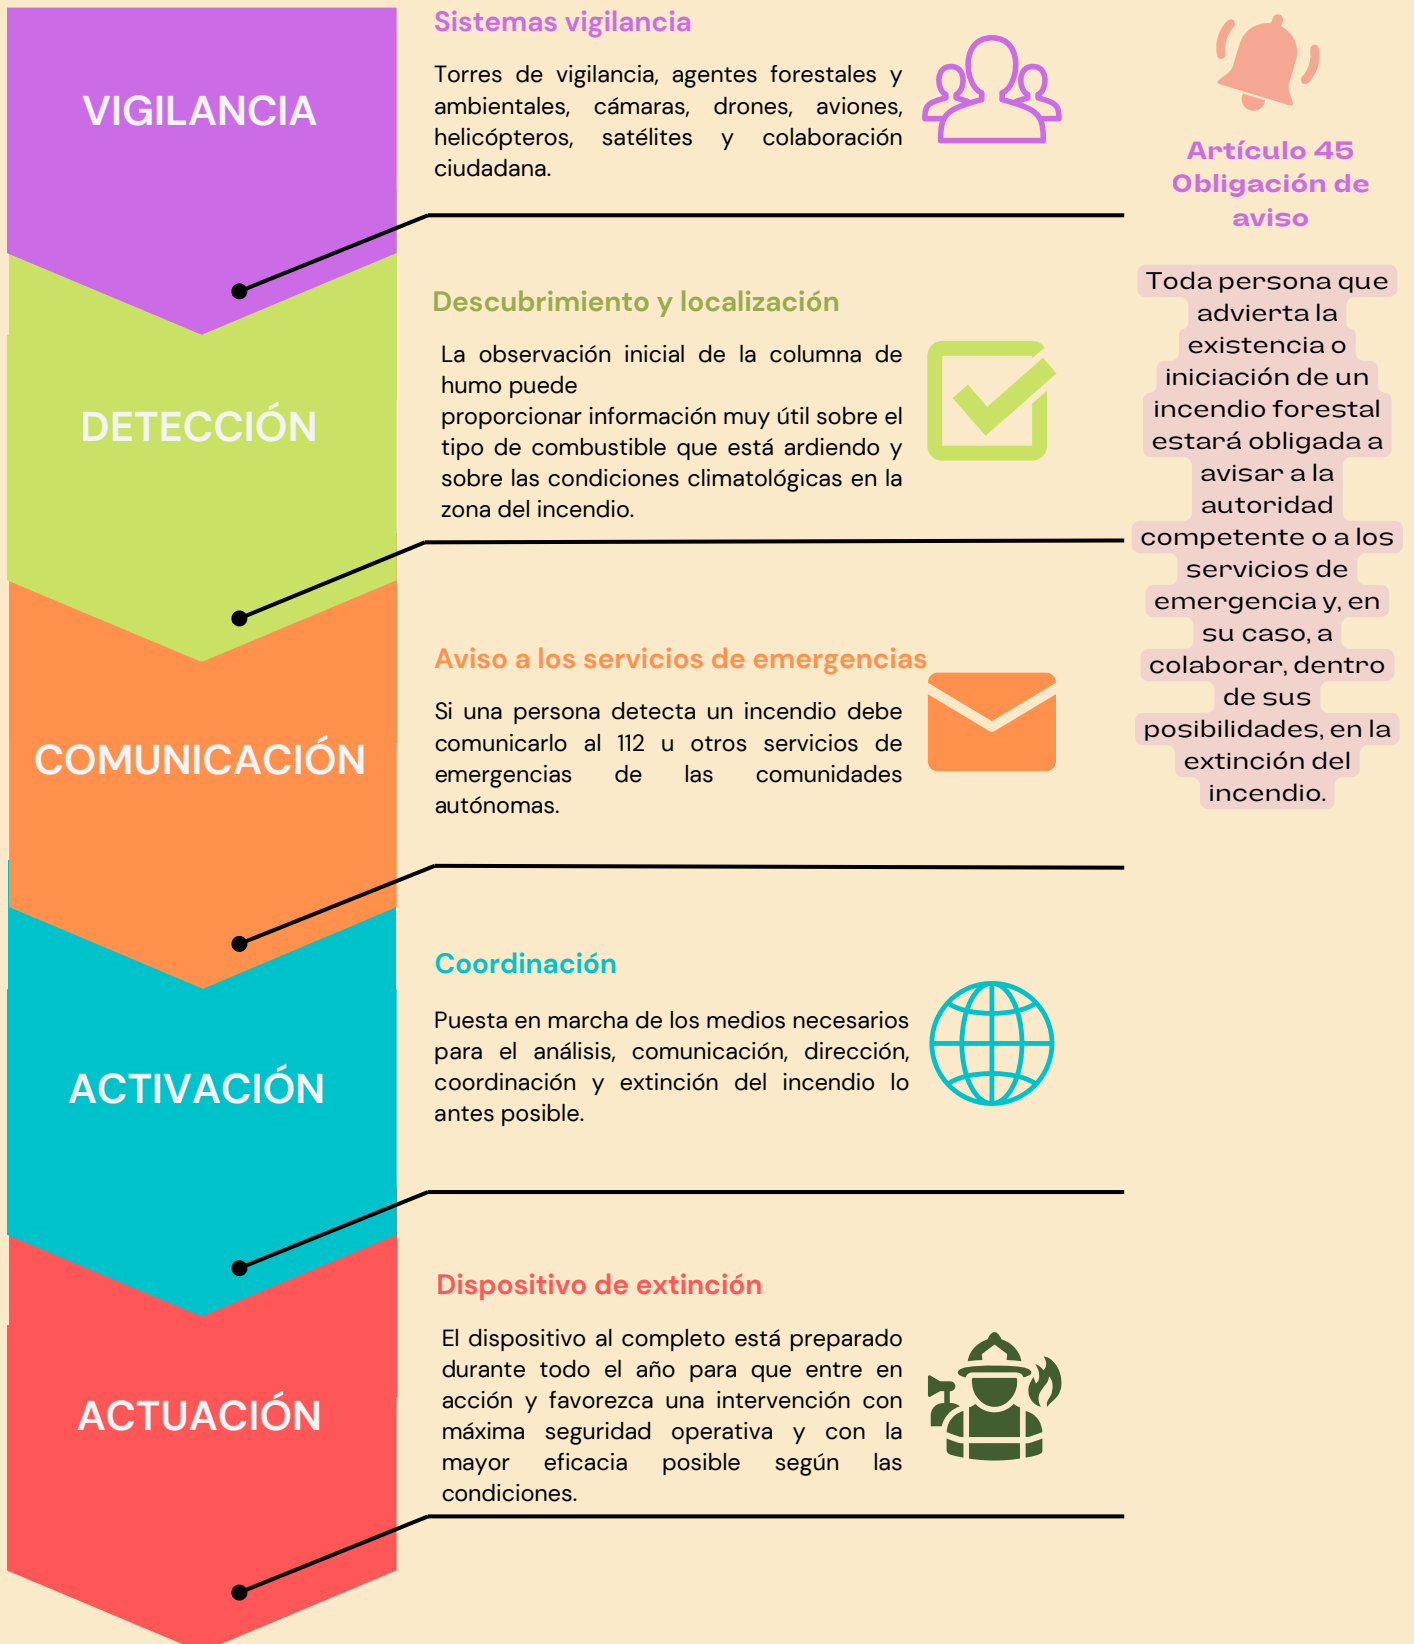 VIGILANCIA
Sistemas vigilancia
Torres de vigilancia, agentes forestales y
ambientales, cámaras, drones, aviones,
helicópteros, satélites y colaboración
ciudadana.
DETECCIÓN
Descubrimiento y localización
La observación inicial de la columna de
humo puede
proporcionar información muy útil sobre el
tipo de combustible que está ardiendo y
sobre las condiciones climatológicas en la
zona del incendio.
COMUNICACIÓN
Aviso a los servicios de emergencias
Si una persona detecta un incendio debe
comunicarlo al 112 u otros servicios de
emergencias de las comunidades
autónomas.
ACTIVACIÓN
Coordinación
Puesta en marcha de los medios necesarios
para el análisis, comunicación, dirección,
coordinación y extinción del incendio lo
antes posible.
ACTUACIÓN
Dispositivo de extinción
El dispositivo al completo está preparado
durante todo el año para que entre en
acción y favorezca una intervención con
máxima seguridad operativa y con la
mayor eficacia posible según las
condiciones.
Artículo 45
Obligación de
aviso
Toda persona que
advierta la
existencia o
iniciación de un
incendio forestal
estará obligada a
avisar a la
autoridad
competente o a los
servicios de
emergencia y, en
su caso, a
colaborar, dentro
de sus
posibilidades, en la
extinción del
incendio.